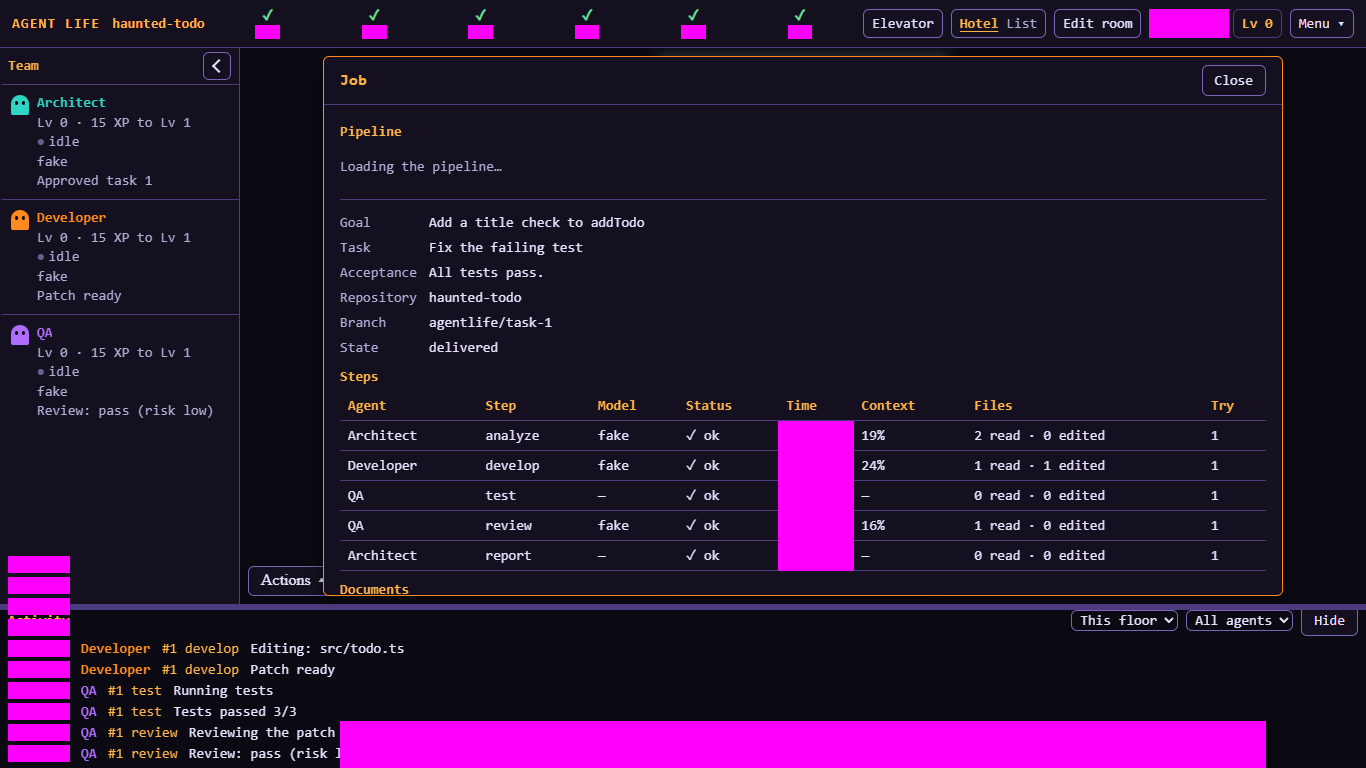 AGENT LIFE haunted-todo ✓ ✓ ✓ ✓ ✓ ✓ Elevator Hotel List Edit room Lv 0 Menu ▾
Team
Architect
Lv 0 · 15 XP to Lv 1
idle
fake
Approved task 1
Developer
Lv 0 · 15 XP to Lv 1
idle
fake
Patch ready
QA
Lv 0 · 15 XP to Lv 1
idle
fake
Review: pass (risk low)
Job Close
Pipeline
Loading the pipeline…
Goal Add a title check to addTodo
Task Fix the failing test
Acceptance All tests pass.
Repository haunted-todo
Branch agentlife/task-1
State delivered
Steps
Agent Step Model Status Time Context Files Try
Architect analyze fake ✓ ok 19% 2 read · 0 edited 1
Developer develop fake ✓ ok 24% 1 read · 1 edited 1
QA test — ✓ ok — 0 read · 0 edited 1
QA review fake ✓ ok 16% 1 read · 0 edited 1
Architect report — ✓ ok — 0 read · 0 edited 1
Documents
Actions
This floor All agents Hide
Developer #1 develop Editing: src/todo.ts
Developer #1 develop Patch ready
QA #1 test Running tests
QA #1 test Tests passed 3/3
QA #1 review Reviewing the patch
QA #1 review Review: pass (risk